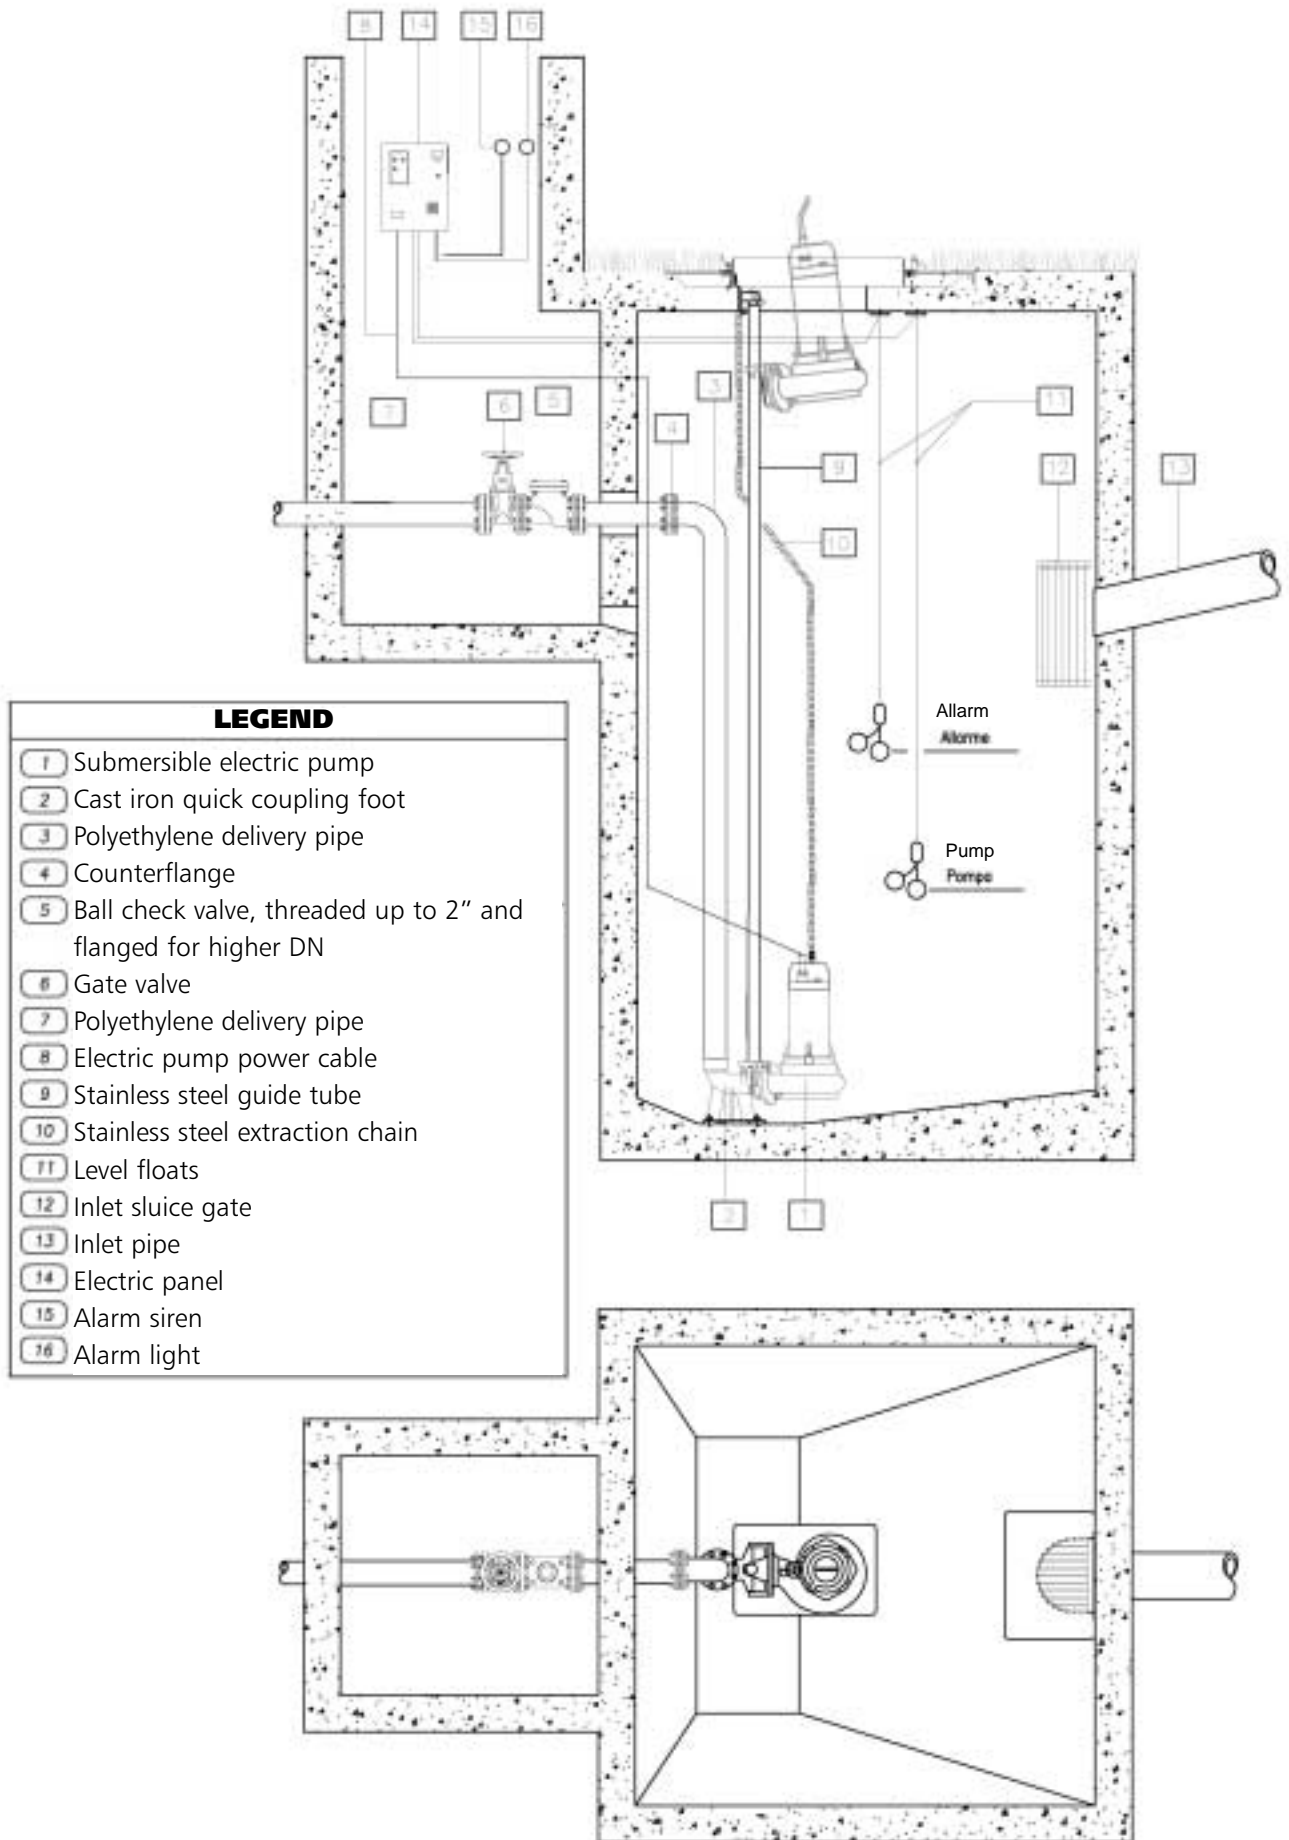 8 14 15 16
3
7 6 5 11
4
9 12 13
10
LEGEND
1 Submersible electric pump
2 Cast iron quick coupling foot
3 Polyethylene delivery pipe
4 Counterflange
5 Ball check valve, threaded up to 2” and
flanged for higher DN
6 Gate valve
7 Polyethylene delivery pipe
8 Electric pump power cable
9 Stainless steel guide tube
10 Stainless steel extraction chain
11 Level floats
12 Inlet sluice gate
13 Inlet pipe
14 Electric panel
15 Alarm siren
16 Alarm light
Allarm
Allarme
Pump
Pompa
2 1